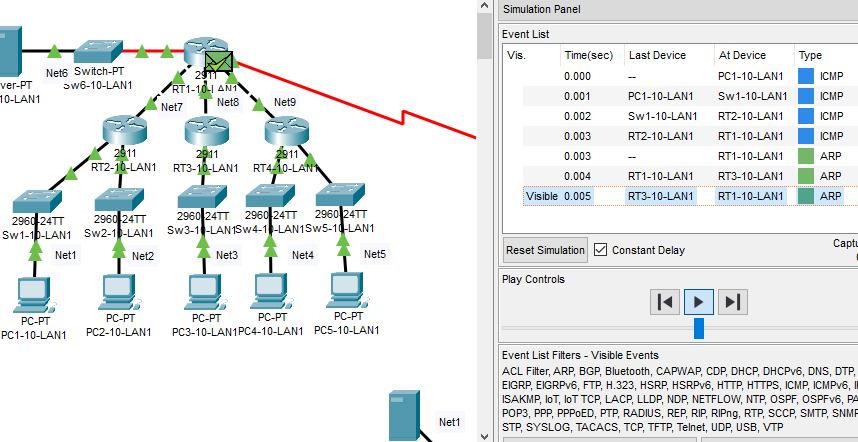 Simulation Panel
Event List
Vis. Time(sec) Last Device At Device Type
0.000 -- PC1-10-LAN1 ICMP
0.001 PC1-10-LAN1 Sw1-10-LAN1 ICMP
0.002 Sw1-10-LAN1 RT2-10-LAN1 ICMP
0.003 RT2-10-LAN1 RT1-10-LAN1 ICMP
0.003 -- RT1-10-LAN1 ARP
0.004 RT1-10-LAN1 RT3-10-LAN1 ARP
Visible 0.005 RT3-10-LAN1 RT1-10-LAN1 ARP
Reset Simulation Constant Delay Captu
Play Controls
Event List Filters - Visible Events
ACL Filter, ARP, BGP, Bluetooth, CAPWAP, CDP, DHCP, DHCPv6, DNS, DTP,
EIGRP, EIGRPv6, FTP, H.323, HSRP, HSRPv6, HTTP, HTTPS, ICMP, ICMPv6, I
ISAKMP, IoT, IoT TCP, LACP, LLDP, NDP, NETFLOW, NTP, OSPF, OSPFv6, PA
POP3, PPP, PPPoED, PTP, RADIUS, REP, RIP, RIPng, RTP, SCCP, SMTP, SNM
STP, SYSLOG, TACACS, TCP, TFTP, Telnet, UDP, USB, VTP
Net6
ver-PT
-10-LAN1
Switch-PT
Sw6-10-LAN1
2911
RT1-10-LAN1
Net7
Net8
Net9
2911
RT2-10-LAN1
2911
RT3-10-LAN1
2911
RT4-10-LAN1
2960-24TT
Sw1-10-LAN1
2960-24TT
Sw2-10-LAN1
2960-24TT
Sw3-10-LAN1
2960-24TT
Sw4-10-LAN1
2960-24TT
Sw5-10-LAN1
Net1
Net2
Net3
Net4
Net5
PC-PT
PC1-10-LAN1
PC-PT
PC2-10-LAN1
PC-PT
PC3-10-LAN1
PC-PT
PC4-10-LAN1
PC-PT
PC5-10-LAN1
Net1